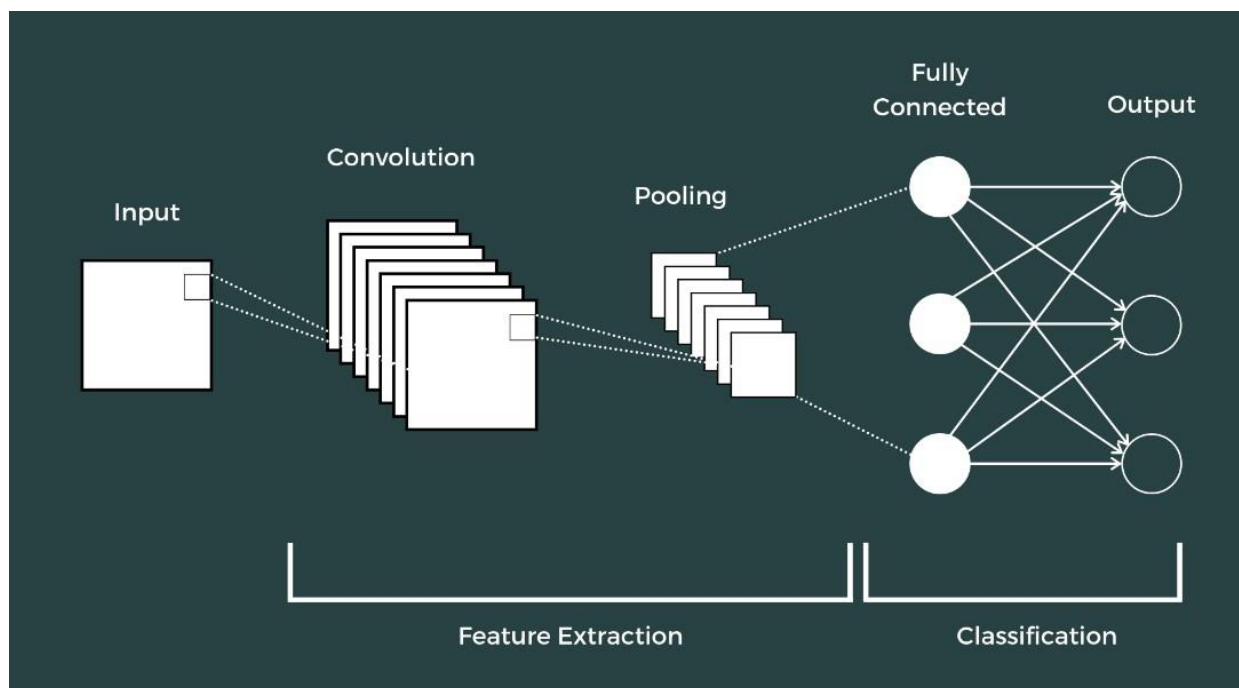 Input
Convolution
Pooling
Fully
Connected
Output
Feature Extraction
Classification